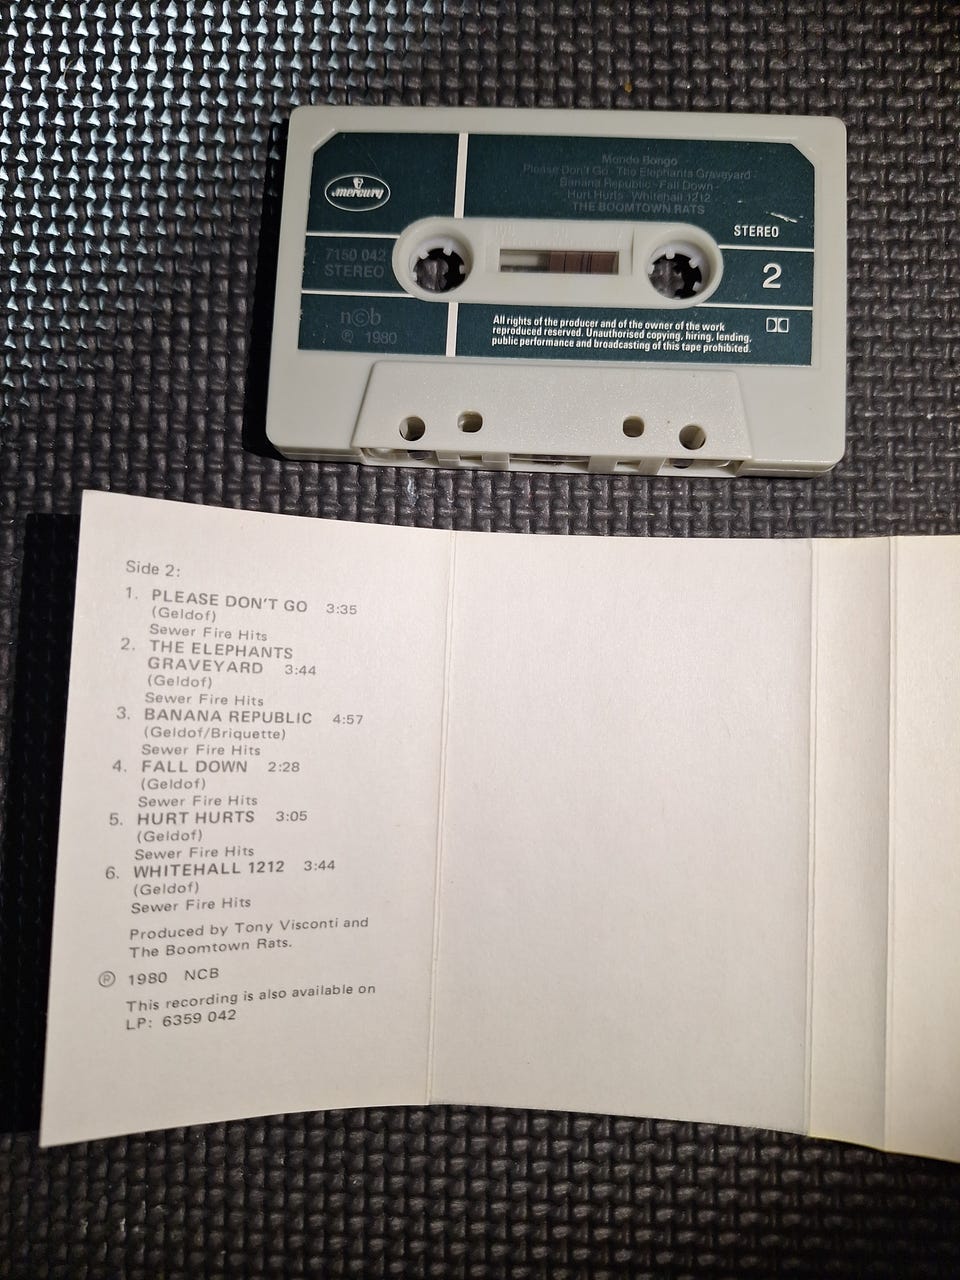 mercury
Mondo Bongo
Please Don't Go - The Elephants Graveyard -
Banana Republic - Fall Down -
Hurt Hurts - Whitehall 1212
THE BOOMTOWN RATS
STEREO
7150 042
STEREO
2
ncb
Ⓟ 1980
All rights of the producer and of the owner of the work
reproduced reserved. Unauthorised copying, hiring, lending,
public performance and broadcasting of this tape prohibited.
Side 2:
1. PLEASE DON'T GO 3:35
(Geldof)
Sewer Fire Hits
2. THE ELEPHANTS
GRAVEYARD 3:44
(Geldof)
Sewer Fire Hits
3. BANANA REPUBLIC 4:57
(Geldof/Briquette)
Sewer Fire Hits
4. FALL DOWN 2:28
(Geldof)
Sewer Fire Hits
5. HURT HURTS 3:05
(Geldof)
Sewer Fire Hits
6. WHITEHALL 1212 3:44
(Geldof)
Sewer Fire Hits
Produced by Tony Visconti and
The Boomtown Rats.
Ⓟ 1980 NCB
This recording is also available on
LP: 6359 042